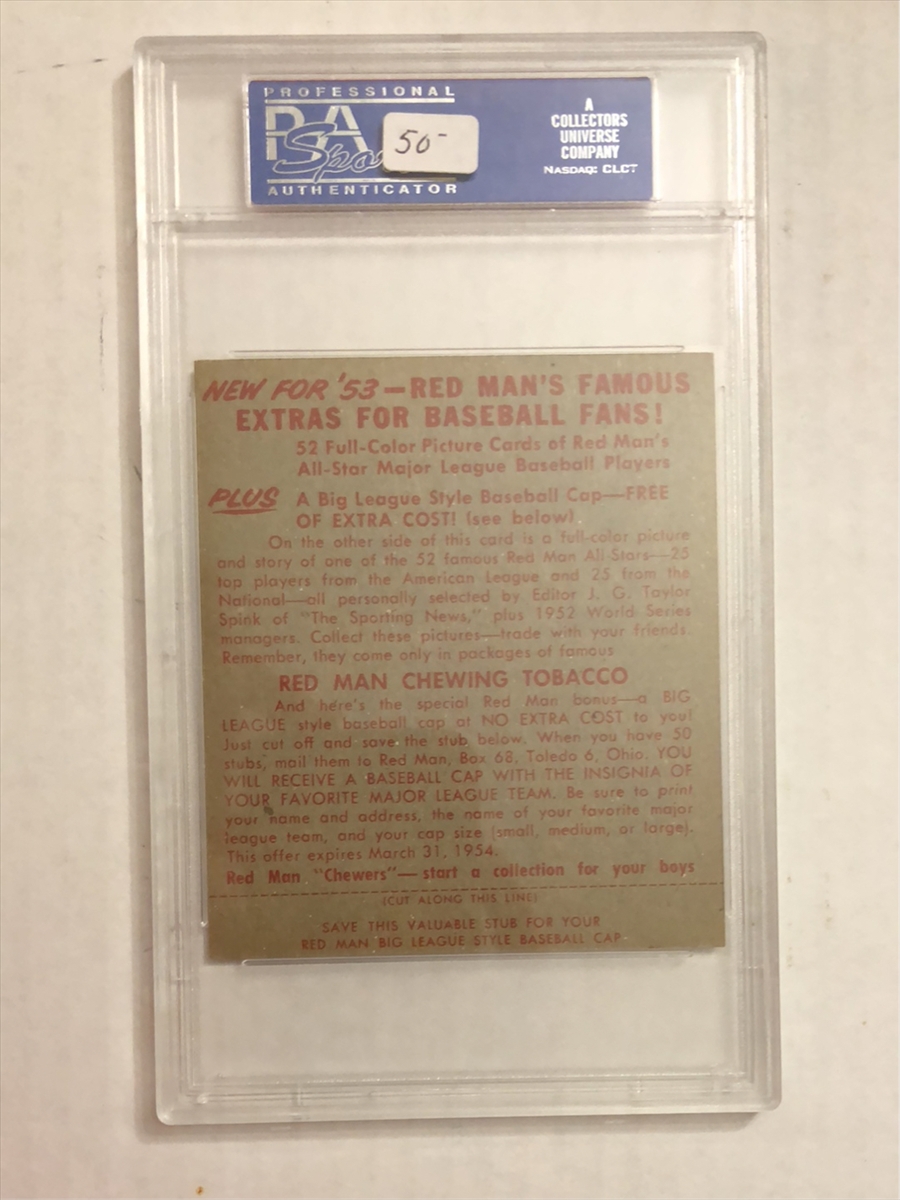 PROFESSIONAL
Spo
AUTHENTICATOR
50-
A
COLLECTORS
UNIVERSE
COMPANY
NASDAQ: CLCT
NEW FOR '53—RED MAN'S FAMOUS
EXTRAS FOR BASEBALL FANS!
52 Full-Color Picture Cards of Red Man's
All-Star Major League Baseball Players
PLUS A Big League Style Baseball Cap—FREE
OF EXTRA COST! (see below)
On the other side of this card is a full-color picture
and story of one of the 52 famous Red Man All-Stars—25
top players from the American League and 25 from the
National—all personally selected by Editor J. G. Taylor
Spink of "The Sporting News," plus 1952 World Series
managers. Collect these pictures—trade with your friends.
Remember, they come only in packages of famous
RED MAN CHEWING TOBACCO
And here's the special Red Man bonus—a BIG
LEAGUE style baseball cap at NO EXTRA COST to you!
Just cut off and save the stub below. When you have 50
stubs, mail them to Red Man, Box 68, Toledo 6, Ohio. YOU
WILL RECEIVE A BASEBALL CAP WITH THE INSIGNIA OF
YOUR FAVORITE MAJOR LEAGUE TEAM. Be sure to print
your name and address, the name of your favorite major
league team, and your cap size (small, medium, or large).
This offer expires March 31, 1954.
Red Man "Chewers"—start a collection for your boys
(CUT ALONG THIS LINE)
SAVE THIS VALUABLE STUB FOR YOUR
RED MAN BIG LEAGUE STYLE BASEBALL CAP